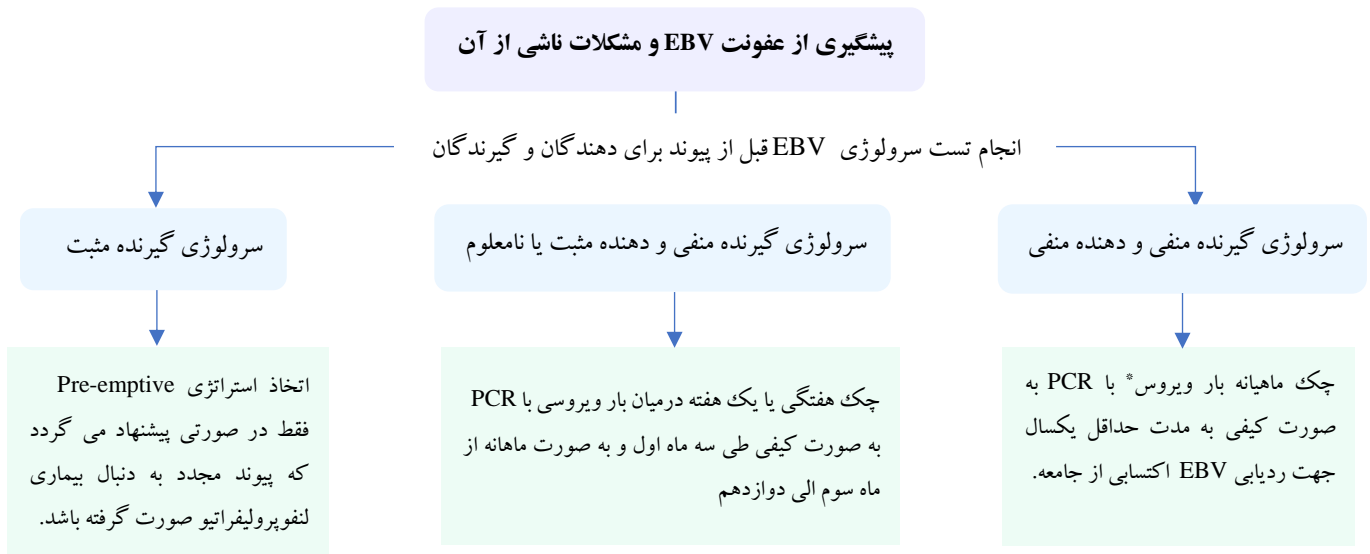 پیشگیری از عفونت EBV و مشکلات ناشی از آن
انجام تست سرولوژی EBV قبل از پیوند برای دهندگان و گیرندگان
سرولوژی گیرنده منفی و دهنده منفی
سرولوژی گیرنده منفی و دهنده مثبت یا نامعلوم
سرولوژی گیرنده مثبت
چک ماهیانه بار ویروس* با PCR به
صورت کیفی به مدت حداقل یکسال
جهت ردیابی EBV اکتسابی از جامعه.
چک هفتگی یا یک هفته درمیان بار ویروسی با PCR
به صورت کیفی طی سه ماه اول و به صورت ماهانه از
ماه سوم الی دوازدهم
اتخاذ استراتژی Pre-emptive
فقط در صورتی پیشنهاد می گردد
که پیوند مجدد به دنبال بیماری
لنفوپرولیفراتیو صورت گرفته باشد.